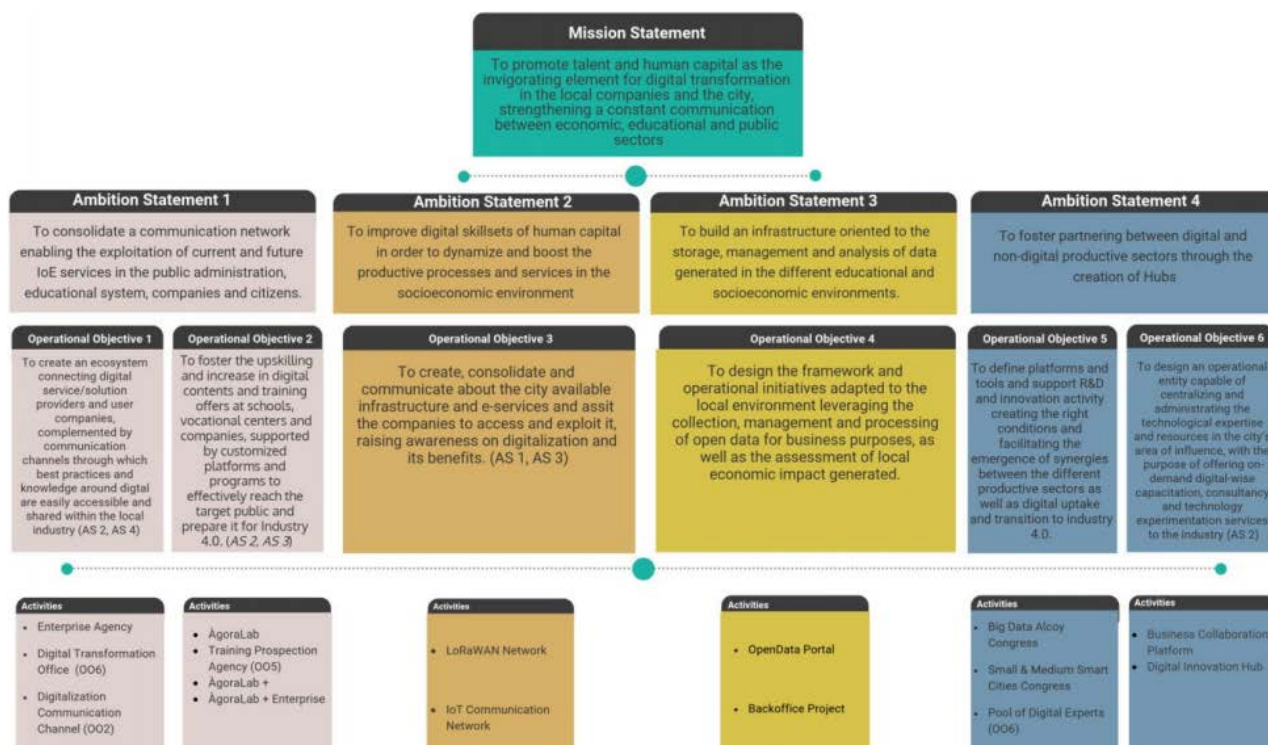 Mission Statement
To promote talent and human capital as the
invigorating element for digital transformation
in the local companies and the city,
strengthening a constant communication
between economic, educational and public
sectors
Ambition Statement 1
To consolidate a communication network
enabling the exploitation of current and future
IoE services in the public administration,
educational system, companies and citizens.
Ambition Statement 2
To improve digital skillsets of human capital
in order to dynamize and boost the
productive processes and services in the
socioeconomic environment
Ambition Statement 3
To build an infrastructure oriented to the
storage, management and analysis of data
generated in the different educational and
socioeconomic environments.
Ambition Statement 4
To foster partnering between digital and
non-digital productive sectors through the
creation of Hubs
Operational Objective 1
To create an ecosystem
connecting digital
service/solution
providers and user
companies,
complemented by
communication
channels through which
best practices and
knowledge around digtal
are easily accessible and
shared within the local
industry (AS 2, AS 4)
Operational Objective 2
To foster the upskilling
and increase in digital
contents and training
offers at schools,
vocational centers and
companies, supported
by customized
platforms and
programs to
effectively reach the
target public and
prepare it for Industry
4.0. (AS 2, AS 3)
Operational Objective 3
To create, consolidate and
communicate about the city available
infrastructure and e-services and assit
the companies to access and exploit it,
raising awareness on digitalization and
its benefits. (AS 1, AS 3)
Operational Objective 4
To design the framework and
operational initiatives adapted to the
local environment leveraging the
collection, management and processing
of open data for business purposes, as
well as the assessment of local
economic impact generated.
Operational Objective 5
To define platforms and
tools and support R&D
and innovation activity
creating the right
conditions and
facilitating the
emergence of synergies
between the different
productive sectors as
well as digital uptake
and transition to industry
4.0.
Operational Objective 6
To design an operational
entity capable of
centralizing and
administrating the
technological expertise
and resources in the city's
area of influence, with the
purpose of offering on-
demand digital-wise
capacitation, consultancy
and technology
experimentation services
to the Industry (AS 2)
Activities
• Enterprise Agency
• Digital Transformation
Office (OO6)
• Digitalization
Communication
Channel (OO2)
Activities
• ÀgoraLab
• Training Prospection
Agency (OO5)
• ÀgoraLab +
• ÀgoraLab + Enterprise
Activities
• LoRaWAN Network
• IoT Communication
Network
Activities
• OpenData Portal
• Backoffice Project
Activities
• Big Data Alcoy
Congress
• Small & Medium Smart
Cities Congress
• Pool of Digital Experts
(OO6)
Activities
• Business Collaboration
Platform
• Digital Innovation Hub